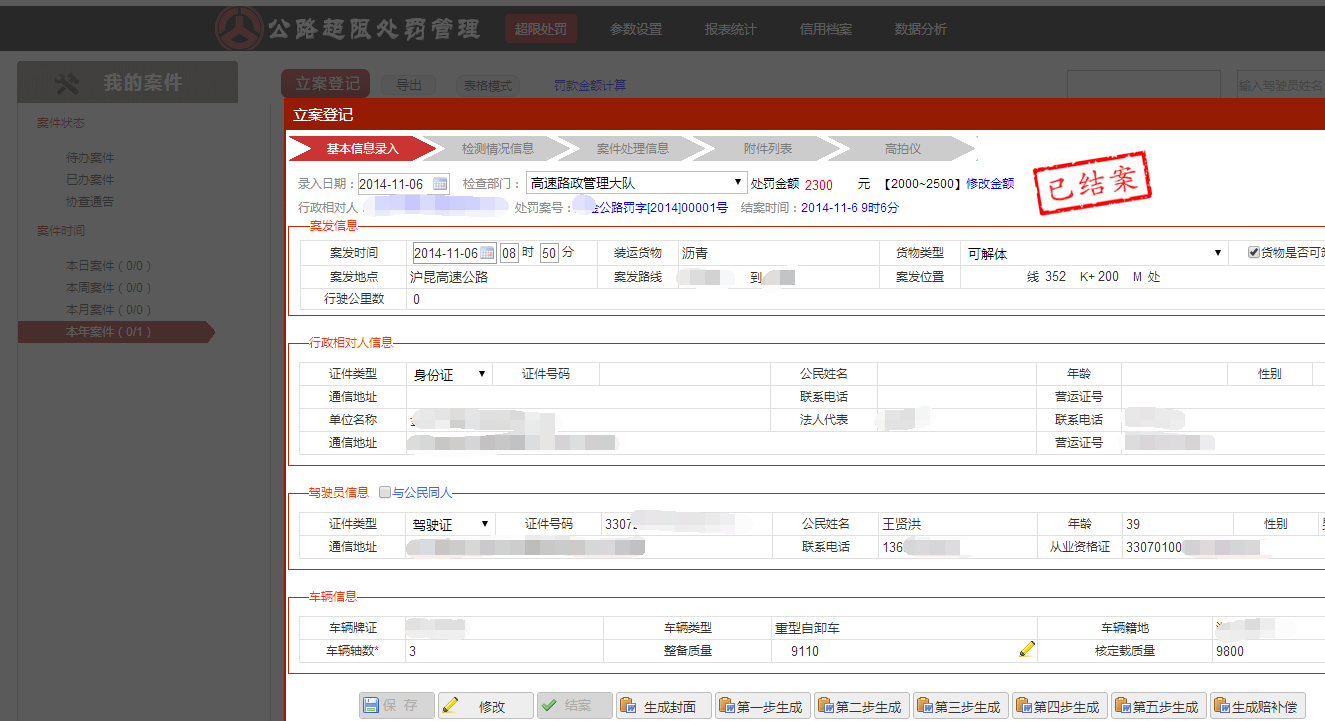 公路超限处罚管理 超限处罚 参数设置 报表统计 信用档案 数据分析
我的案件 立案登记 导出 表格模式 罚款金额计算 输入驾驶员姓名
案件状态
待办案件
已办案件
协查通告
案件时间
本日案件 ( 0/0 )
本周案件 ( 0/0 )
本月案件 ( 0/0 )
本年案件 ( 0/1 )
立案登记
基本信息录入 检测情况信息 案件处理信息 附件列表 高拍仪
录入日期： 2014-11-06 检查部门： 高速路政管理大队 处罚金额 2300 元 【2000~2500】修改金额
已结案
行政相对人 处罚案号： 公路罚字[2014]00001号 结案时间：2014-11-6 9时6分
案发信息
案发时间 2014-11-06 08 时 50 分 装运货物 沥青 货物类型 可解体 货物是否可
案发地点 沪昆高速公路 案发路线 到 案发位置 线 352 K+ 200 M 处
行驶公里数 0
行政相对人信息
证件类型 身份证 证件号码 公民姓名 年龄 性别
通信地址 联系电话 营运证号
单位名称 法人代表 联系电话
通信地址 营运证号
驾驶员信息 与公民同人
证件类型 驾驶证 证件号码 3307 公民姓名 王贤洪 年龄 39 性别
通信地址 联系电话 136 从业资格证 33070100
车辆信息
车辆牌证 车辆类型 重型自卸车 车辆籍地
车辆轴数* 3 整备质量 9110 核定载质量 9800
保 存 修改 结案 生成封面 第一步生成 第二步生成 第三步生成 第四步生成 第五步生成 生成赔补偿